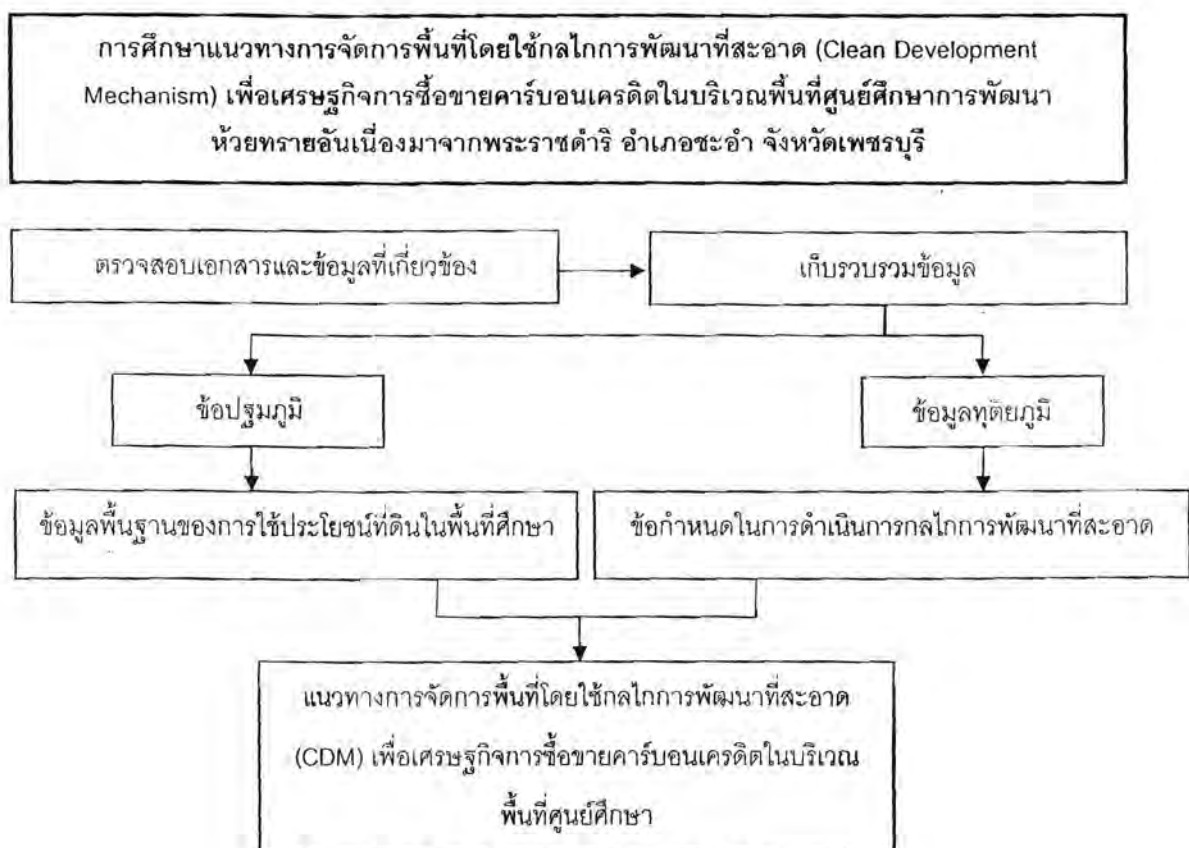 การศึกษาแนวทางการจัดการพื้นที่โดยใช้กลไกการพัฒนาที่สะอาด (Clean Development
Mechanism) เพื่อเศรษฐกิจการซื้อขายคาร์บอนเครดิตในบริเวณพื้นที่ศูนย์ศึกษาการพัฒนา
ห้วยทรายอันเนื่องมาจากพระราชดำริ อำเภอชะอำ จังหวัดเพชรบุรี
ตรวจสอบเอกสารและข้อมูลที่เกี่ยวข้อง
เก็บรวบรวมข้อมูล
ข้อปฐมภูมิ
ข้อมูลทุติยภูมิ
ข้อมูลพื้นฐานของการใช้ประโยชน์ที่ดินในพื้นที่ศึกษา
ข้อกำหนดในการดำเนินการกลไกการพัฒนาที่สะอาด
แนวทางการจัดการพื้นที่โดยใช้กลไกการพัฒนาที่สะอาด
(CDM) เพื่อเศรษฐกิจการซื้อขายคาร์บอนเครดิตในบริเวณ
พื้นที่ศูนย์ศึกษา